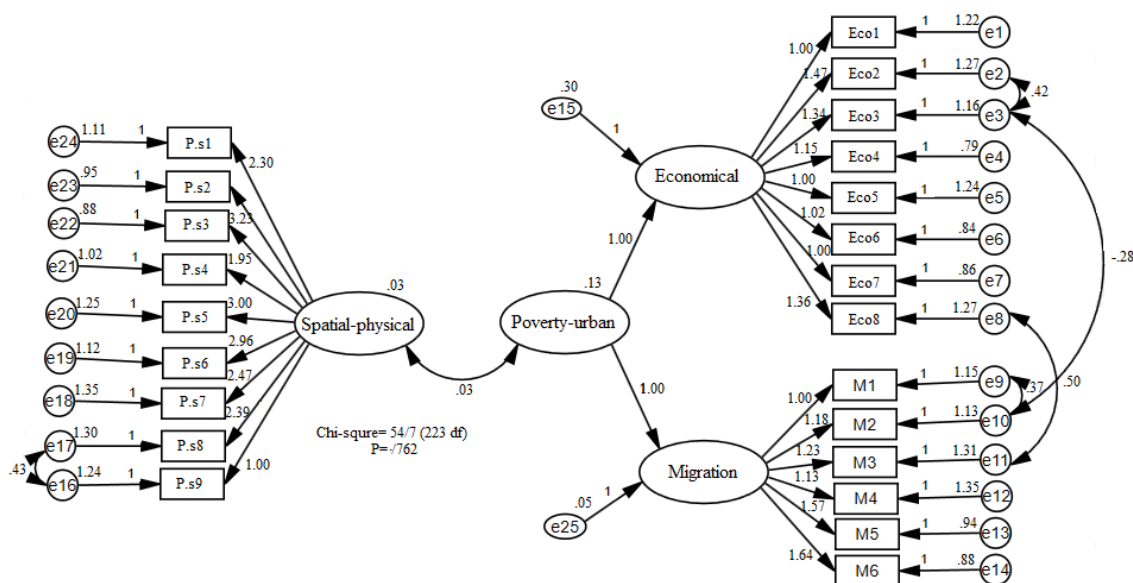 e24 1.11 1 P.s1 2.30
e23 .95 1 P.s2
e22 .88 1 P.s3 3.23
e21 1.02 1 P.s4 1.95
e20 1.25 1 P.s5 3.00
e19 1.12 1 P.s6 2.96
e18 1.35 1 P.s7 2.47
e17 1.30 1 P.s8 2.39
e16 1.24 1 P.s9 1.00
.43
.03
Spatial-physical
.03
Chi-squre= 54/7 (223 df)
P=-/762
.13
Poverty-urban
1.00
1.00
.30
e15
1
Economical
1.00 Eco1 1 1.22 e1
1.47 Eco2 1 1.27 e2
.42
1.34 Eco3 1 1.16 e3
1.15 Eco4 1 .79 e4
1.00 Eco5 1 1.24 e5
1.02 Eco6 1 .84 e6
1.00 Eco7 1 .86 e7
1.36 Eco8 1 1.27 e8
-.28
.50
.05
e25
1
Migration
1.00 M1 1 1.15 e9
.37
1.18 M2 1 1.13 e10
1.23 M3 1 1.31 e11
1.13 M4 1 1.35 e12
1.57 M5 1 .94 e13
1.64 M6 1 .88 e14